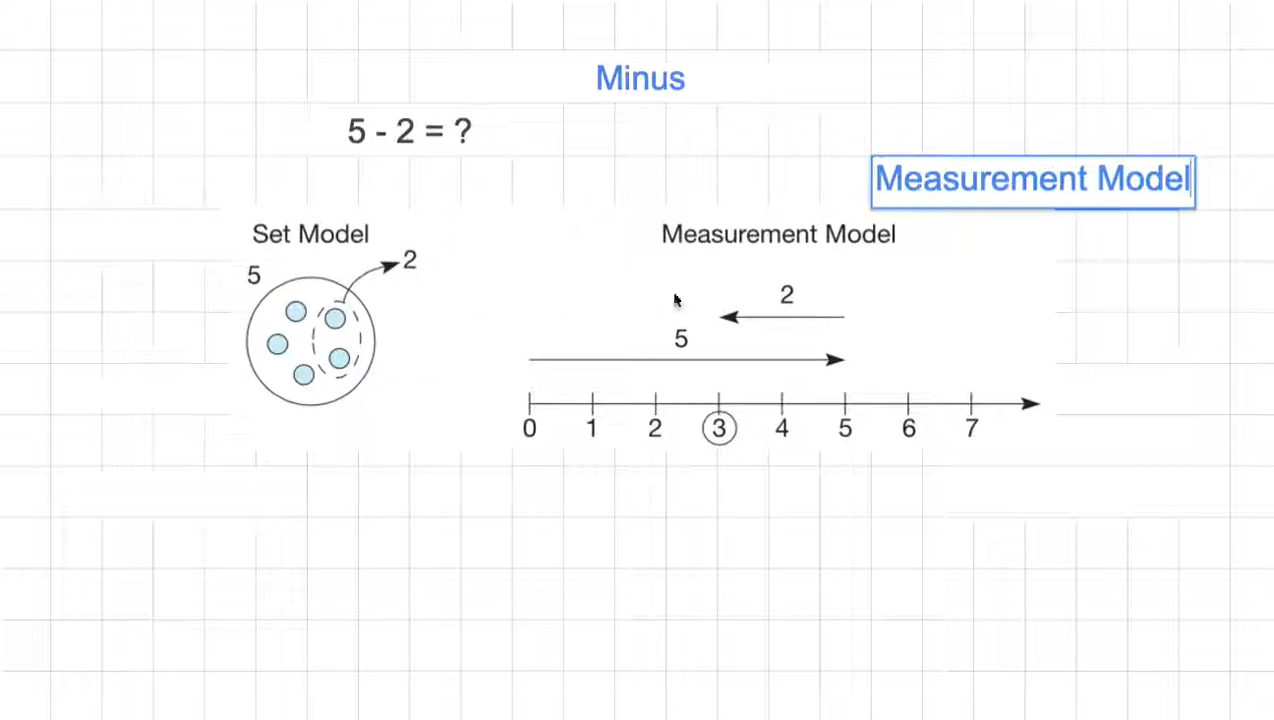 Minus
5 - 2 = ?
Measurement Model
Set Model
5
2
Measurement Model
2
5
0 1 2 3 4 5 6 7